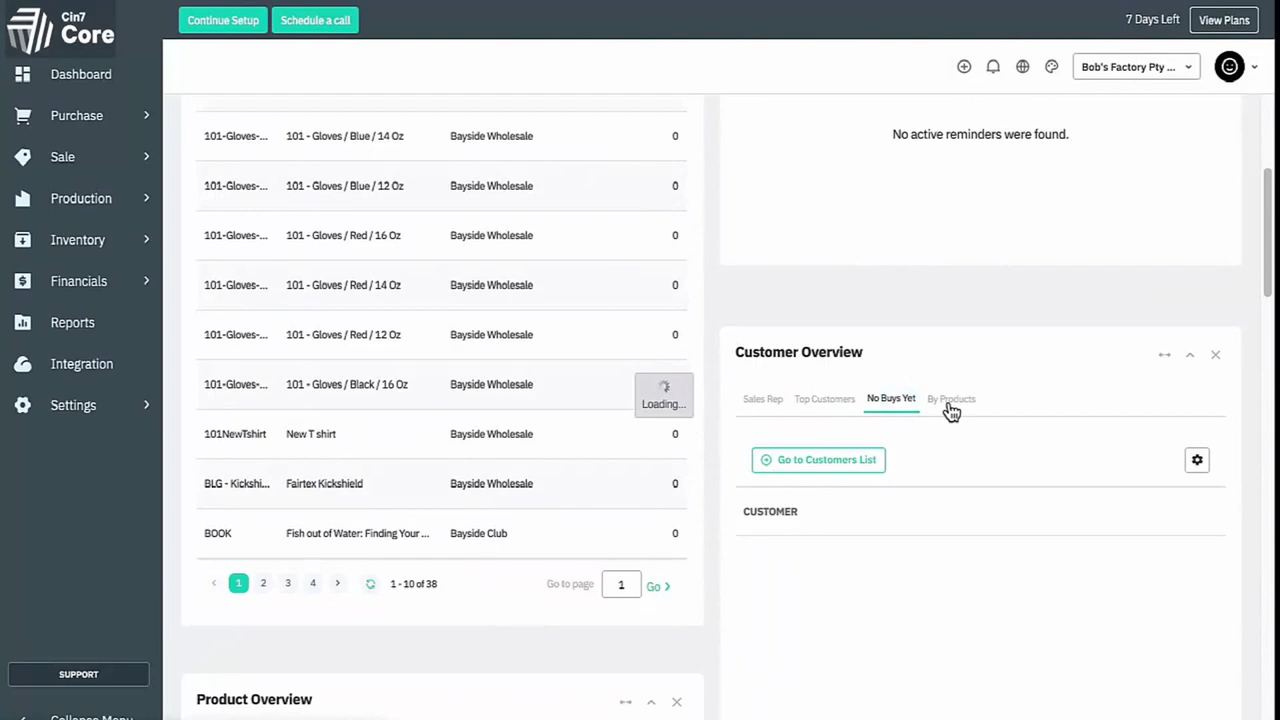 Cin7
Core
Continue Setup
Schedule a call
7 Days Left
View Plans
Bob's Factory Pty ...
Dashboard
Purchase
Sale
Production
Inventory
Financials
Reports
Integration
Settings
SUPPORT
Collapse Menu
101-Gloves-... 101 - Gloves / Blue / 14 Oz Bayside Wholesale 0
101-Gloves-... 101 - Gloves / Blue / 12 Oz Bayside Wholesale 0
101-Gloves-... 101 - Gloves / Red / 16 Oz Bayside Wholesale 0
101-Gloves-... 101 - Gloves / Red / 14 Oz Bayside Wholesale 0
101-Gloves-... 101 - Gloves / Red / 12 Oz Bayside Wholesale 0
101-Gloves-... 101 - Gloves / Black / 16 Oz Bayside Wholesale 0
Loading...
101NewTshirt New T shirt Bayside Wholesale 0
BLG - Kickshi... Fairtex Kickshield Bayside Wholesale 0
BOOK Fish out of Water: Finding Your ... Bayside Club 0
1 2 3 4 1 - 10 of 38 Go to page 1 Go
Product Overview
No active reminders were found.
Customer Overview
Sales Rep Top Customers No Buys Yet By Products
Go to Customers List
CUSTOMER